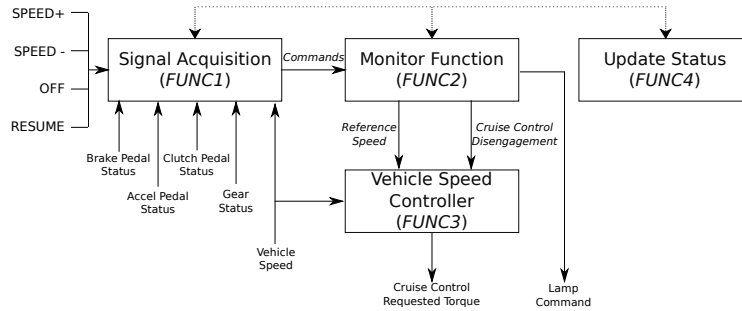 SPEED+
SPEED -
OFF
RESUME
Signal Acquisition
(FUNC1)
Commands
Monitor Function
(FUNC2)
Update Status
(FUNC4)
Brake Pedal
Status
Accel Pedal
Status
Clutch Pedal
Status
Gear
Status
Vehicle
Speed
Reference
Speed
Cruise Control
Disengagement
Vehicle Speed
Controller
(FUNC3)
Cruise Control
Requested Torque
Lamp
Command